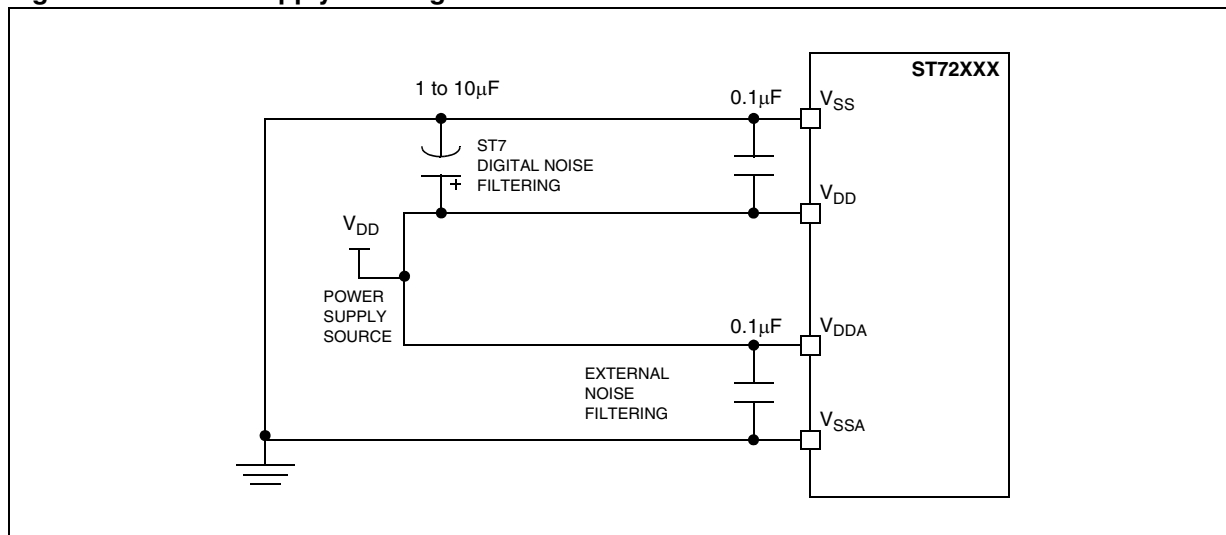 ST72XXX
1 to 10μF
0.1μF
VSS
ST7
DIGITAL NOISE
FILTERING
+
VDD
VDD
POWER
SUPPLY
SOURCE
0.1μF
VDDA
EXTERNAL
NOISE
FILTERING
VSSA